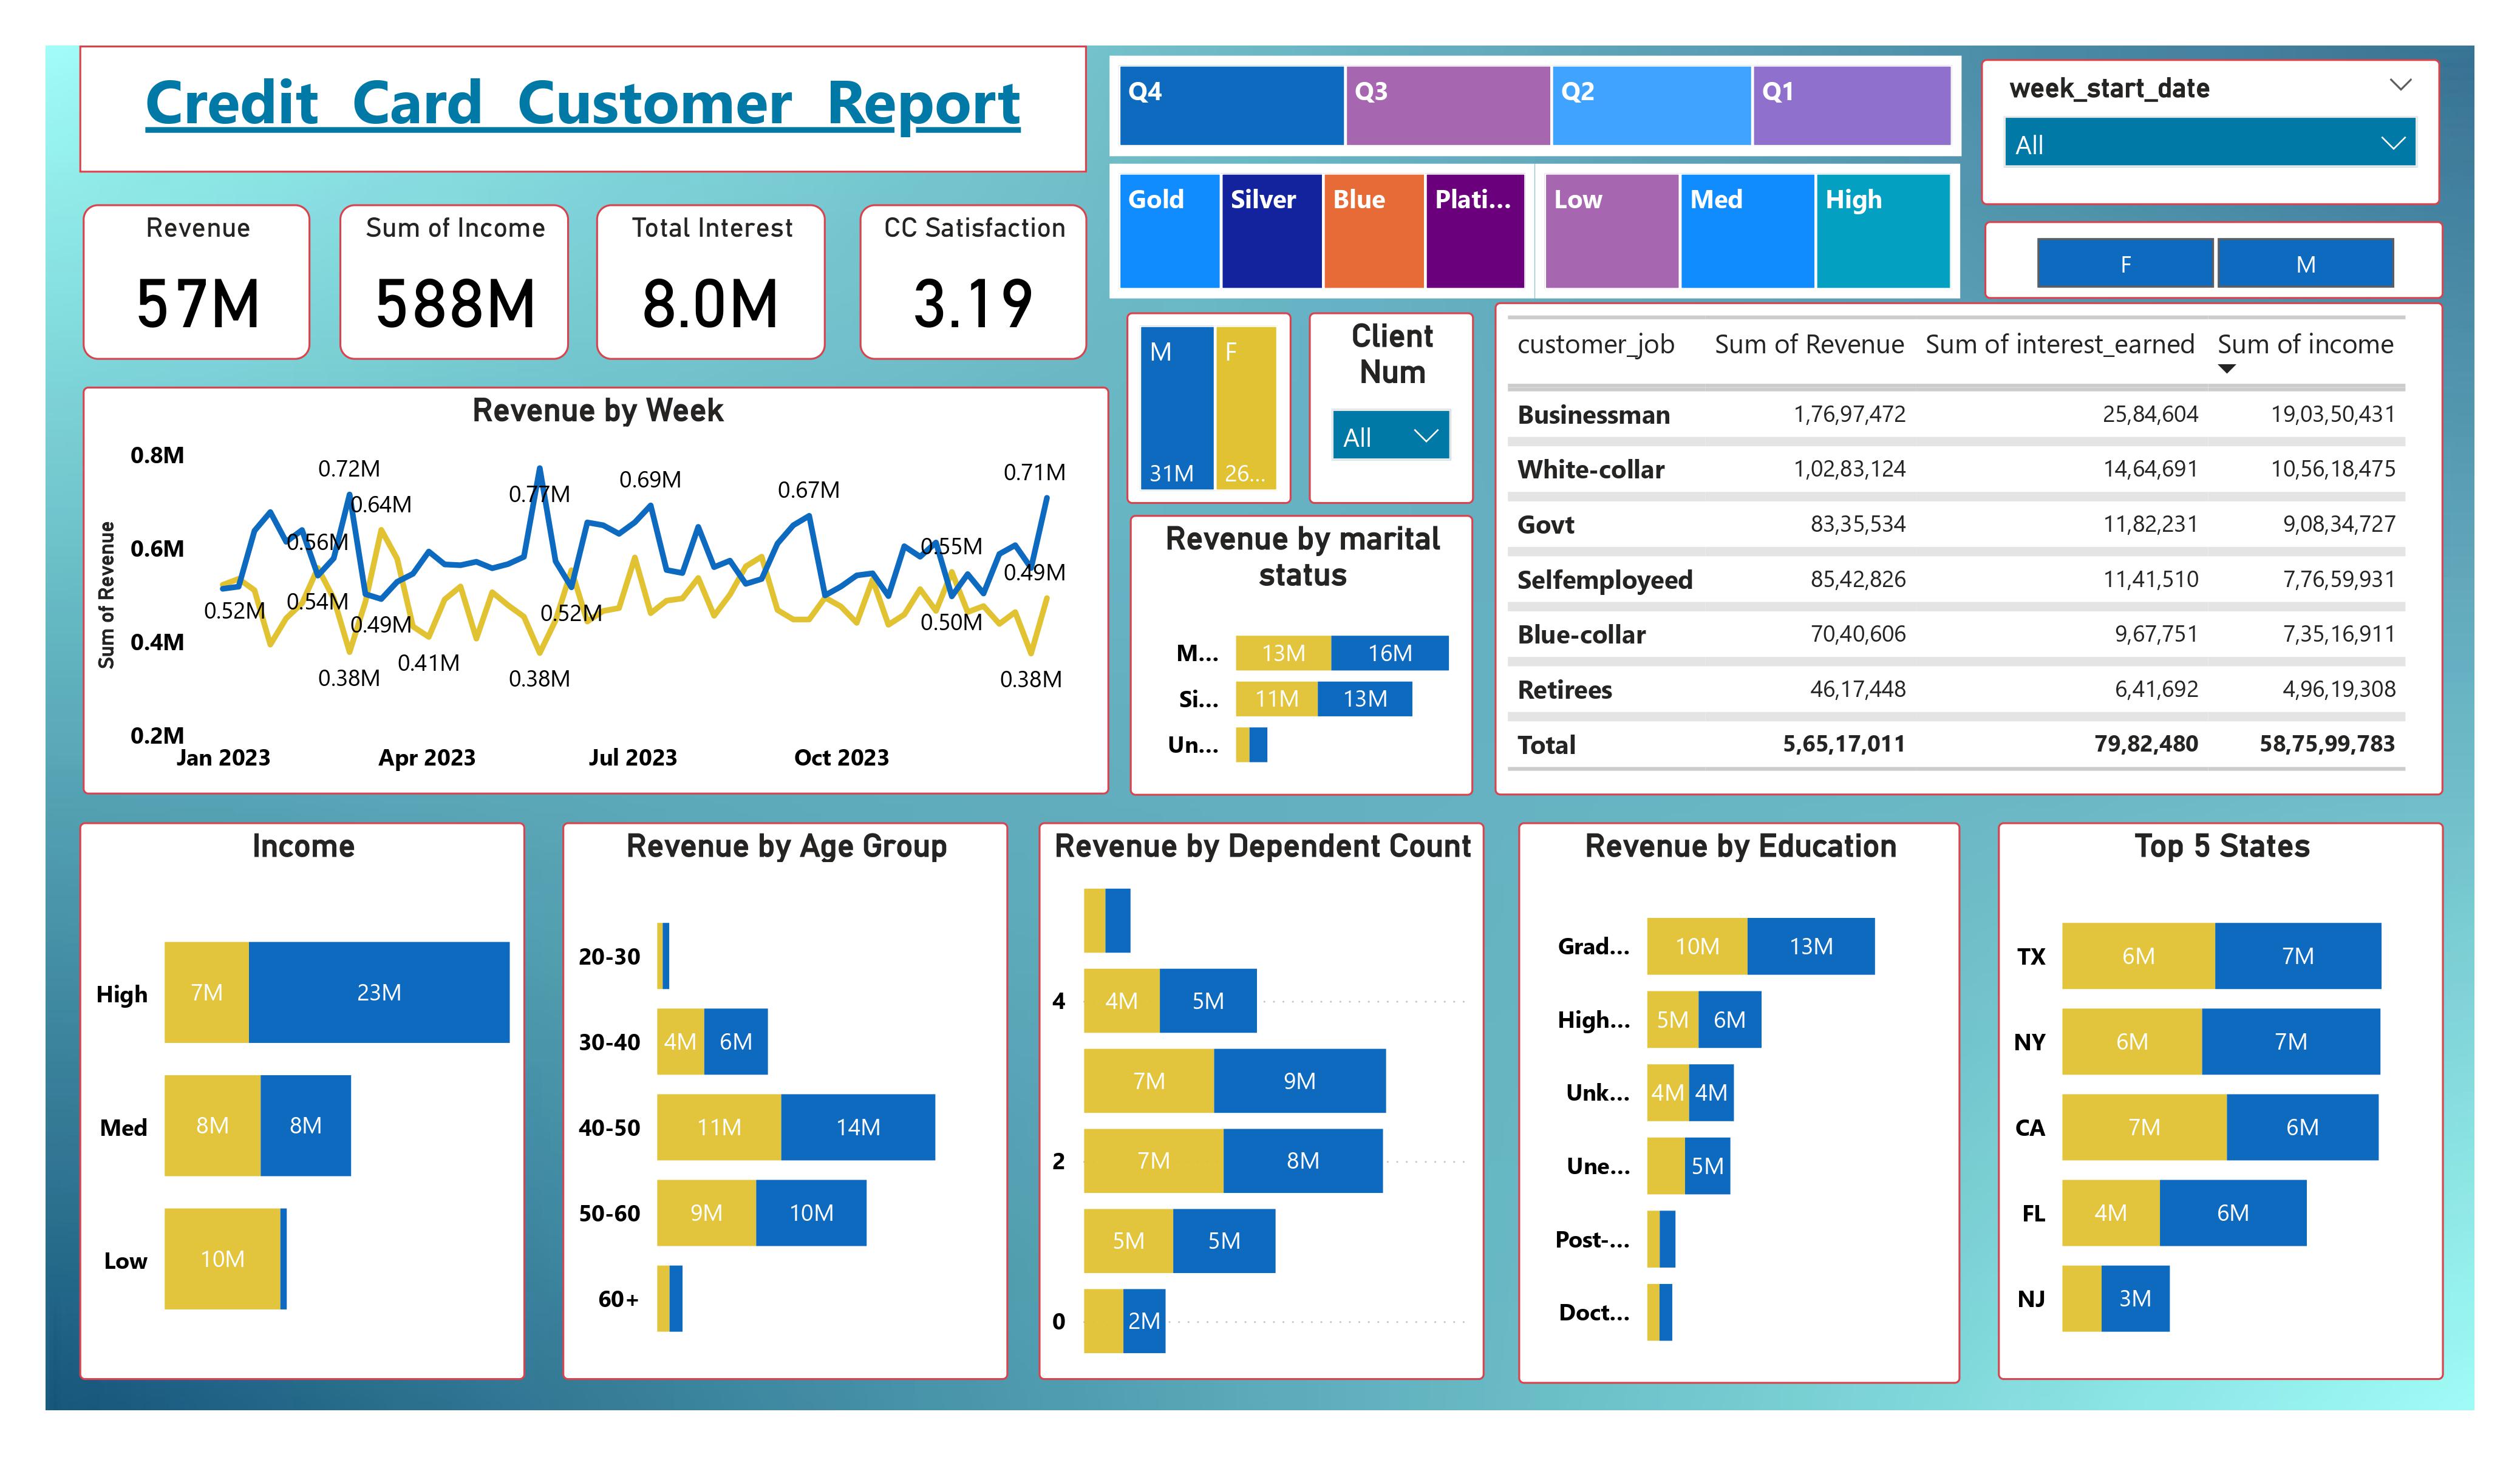 Credit Card Customer Report
Q4 Q3 Q2 Q1
week_start_date
All
Gold Silver Blue Plati... Low Med High
F M
Revenue
57M
Sum of Income
588M
Total Interest
8.0M
CC Satisfaction
3.19
M F
31M 26...
Client
Num
All
customer_job Sum of Revenue Sum of interest_earned Sum of income
Businessman 1,76,97,472 25,84,604 19,03,50,431
White-collar 1,02,83,124 14,64,691 10,56,18,475
Govt 83,35,534 11,82,231 9,08,34,727
Selfemployeed 85,42,826 11,41,510 7,76,59,931
Blue-collar 70,40,606 9,67,751 7,35,16,911
Retirees 46,17,448 6,41,692 4,96,19,308
Total 5,65,17,011 79,82,480 58,75,99,783
Revenue by Week
Sum of Revenue
0.8M
0.6M
0.4M
0.2M
0.72M
0.64M
0.77M
0.69M
0.67M
0.71M
0.56M
0.55M
0.49M
0.52M
0.54M
0.49M
0.52M
0.50M
0.41M
0.38M
0.38M
0.38M
Jan 2023 Apr 2023 Jul 2023 Oct 2023
Revenue by marital
status
M... 13M 16M
Si... 11M 13M
Un...
Income
High 7M 23M
Med 8M 8M
Low 10M
Revenue by Age Group
20-30
30-40 4M 6M
40-50 11M 14M
50-60 9M 10M
60+
Revenue by Dependent Count
4 4M 5M
7M 9M
2 7M 8M
5M 5M
0 2M
Revenue by Education
Grad... 10M 13M
High... 5M 6M
Unk... 4M 4M
Une... 5M
Post-...
Doct...
Top 5 States
TX 6M 7M
NY 6M 7M
CA 7M 6M
FL 4M 6M
NJ 3M